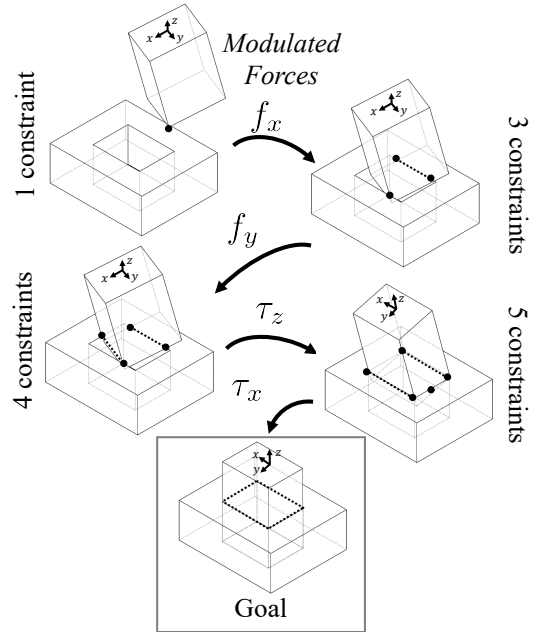 Modulated
Forces
1 constraint
z
x
y
f_x
z
x
y
3 constraints
f_y
z
x
y
4 constraints
τ_z
z
x
y
5 constraints
τ_x
z
x
y
Goal